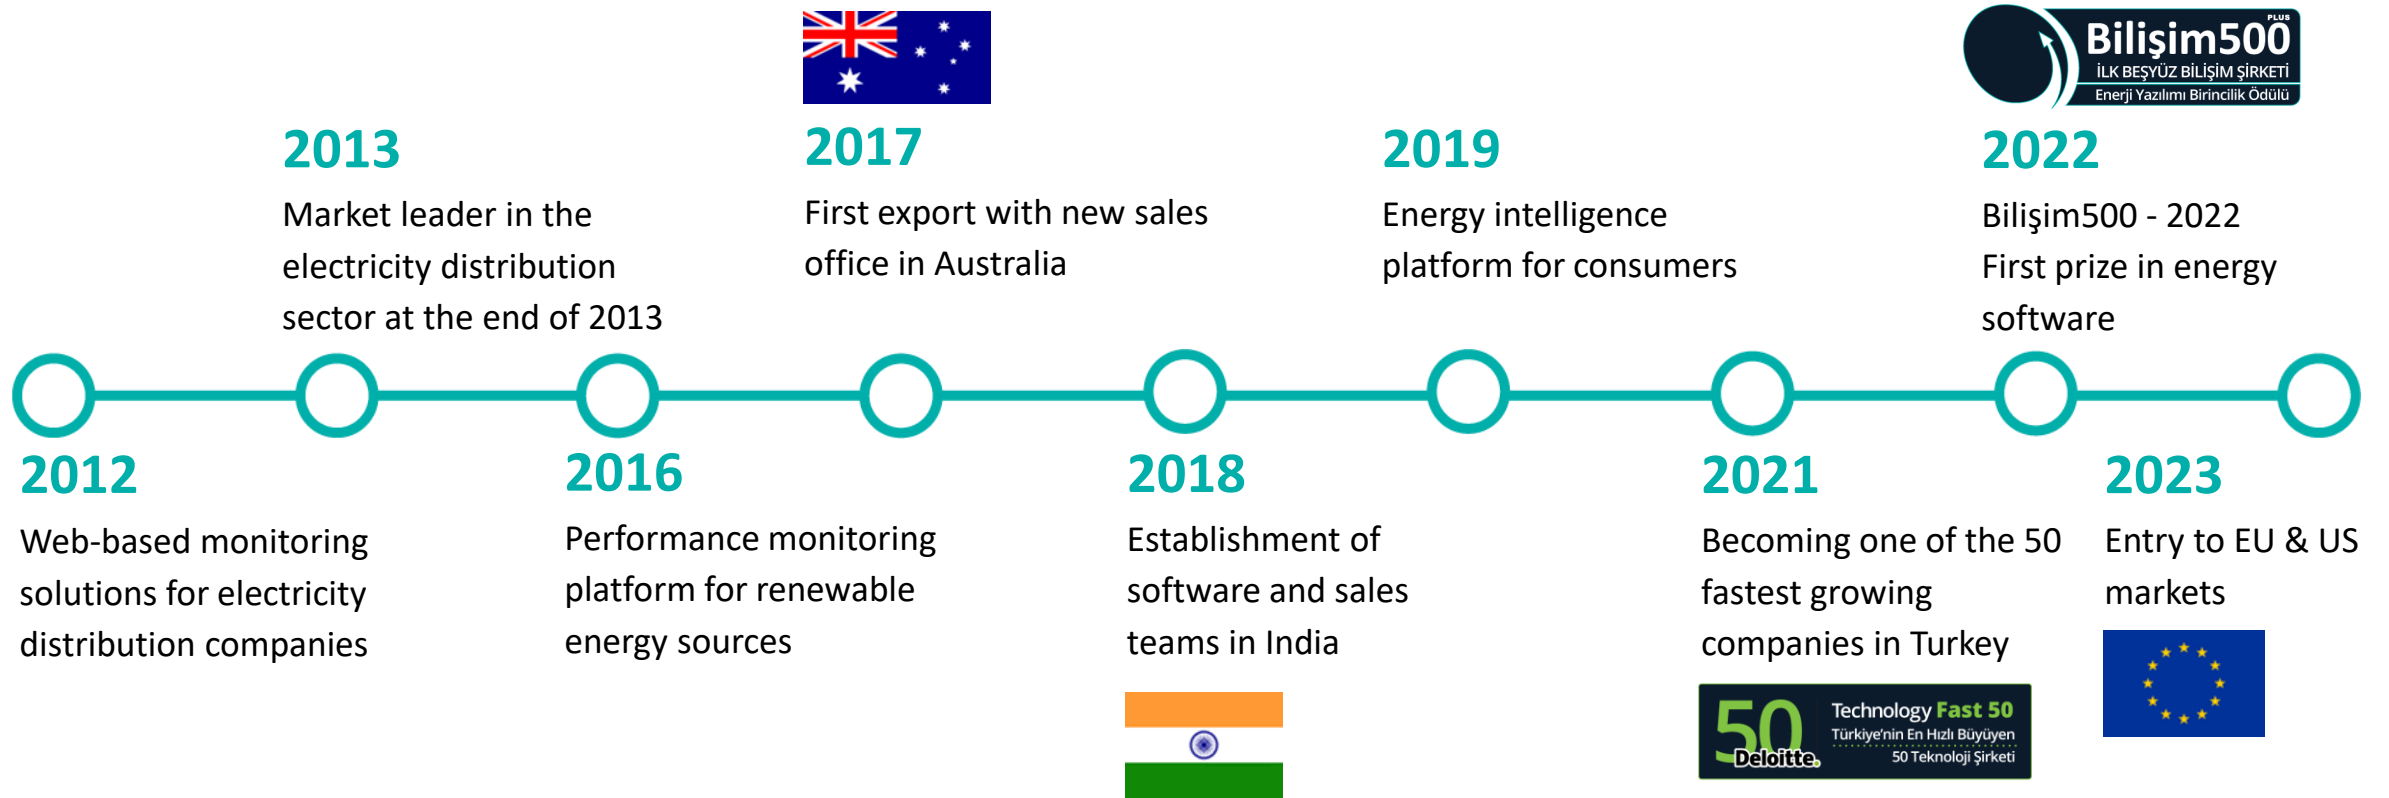 Bilişim500
PLUS
İLK BEŞYÜZ BİLİŞİM ŞİRKETİ
Enerji Yazılımı Birincilik Ödülü
2013
Market leader in the
electricity distribution
sector at the end of 2013
2017
First export with new sales
office in Australia
2019
Energy intelligence
platform for consumers
2022
Bilişim500 - 2022
First prize in energy
software
2012
Web-based monitoring
solutions for electricity
distribution companies
2016
Performance monitoring
platform for renewable
energy sources
2018
Establishment of
software and sales
teams in India
2021
Becoming one of the 50
fastest growing
companies in Turkey
50
Deloitte.
Technology Fast 50
Türkiye'nin En Hızlı Büyüyen
50 Teknoloji Şirketi
2023
Entry to EU & US
markets